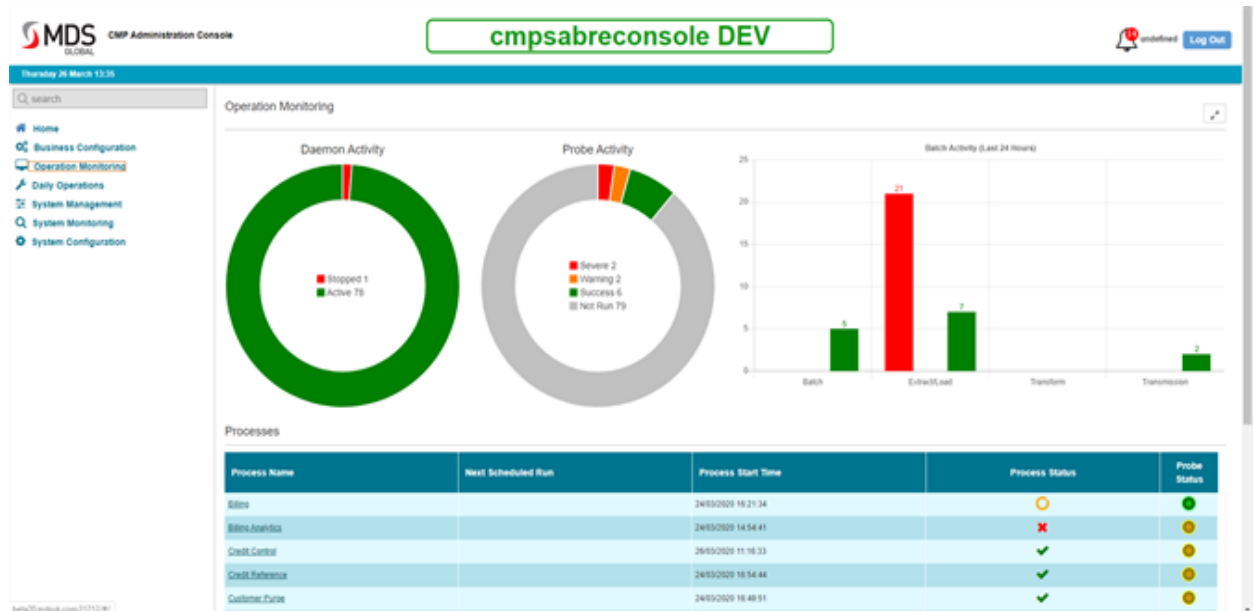 MDS
GLOBAL
CMP Administration Console
cmpsabreconsole DEV
14
undefined
Log Out
Thursday 26 March 13:35
search
Home
Business Configuration
Operation Monitoring
Daily Operations
System Management
System Monitoring
System Configuration
Operation Monitoring
Daemon Activity
Stopped 1
Active 78
Probe Activity
Severe 2
Warning 2
Success 6
Not Run 79
Batch Activity (Last 24 Hours)
25
20
15
10
5
0
5
21
7
2
Batch
Extract/Load
Transform
Transmission
Processes
Process Name Next Scheduled Run Process Start Time Process Status Probe Status
Billing 24/03/2020 16:21:34
Billing Analytics 24/03/2020 14:54:41
Credit Control 26/03/2020 11:16:33
Credit Reference 24/03/2020 16:54:44
Customer Purge 24/03/2020 16:48:51